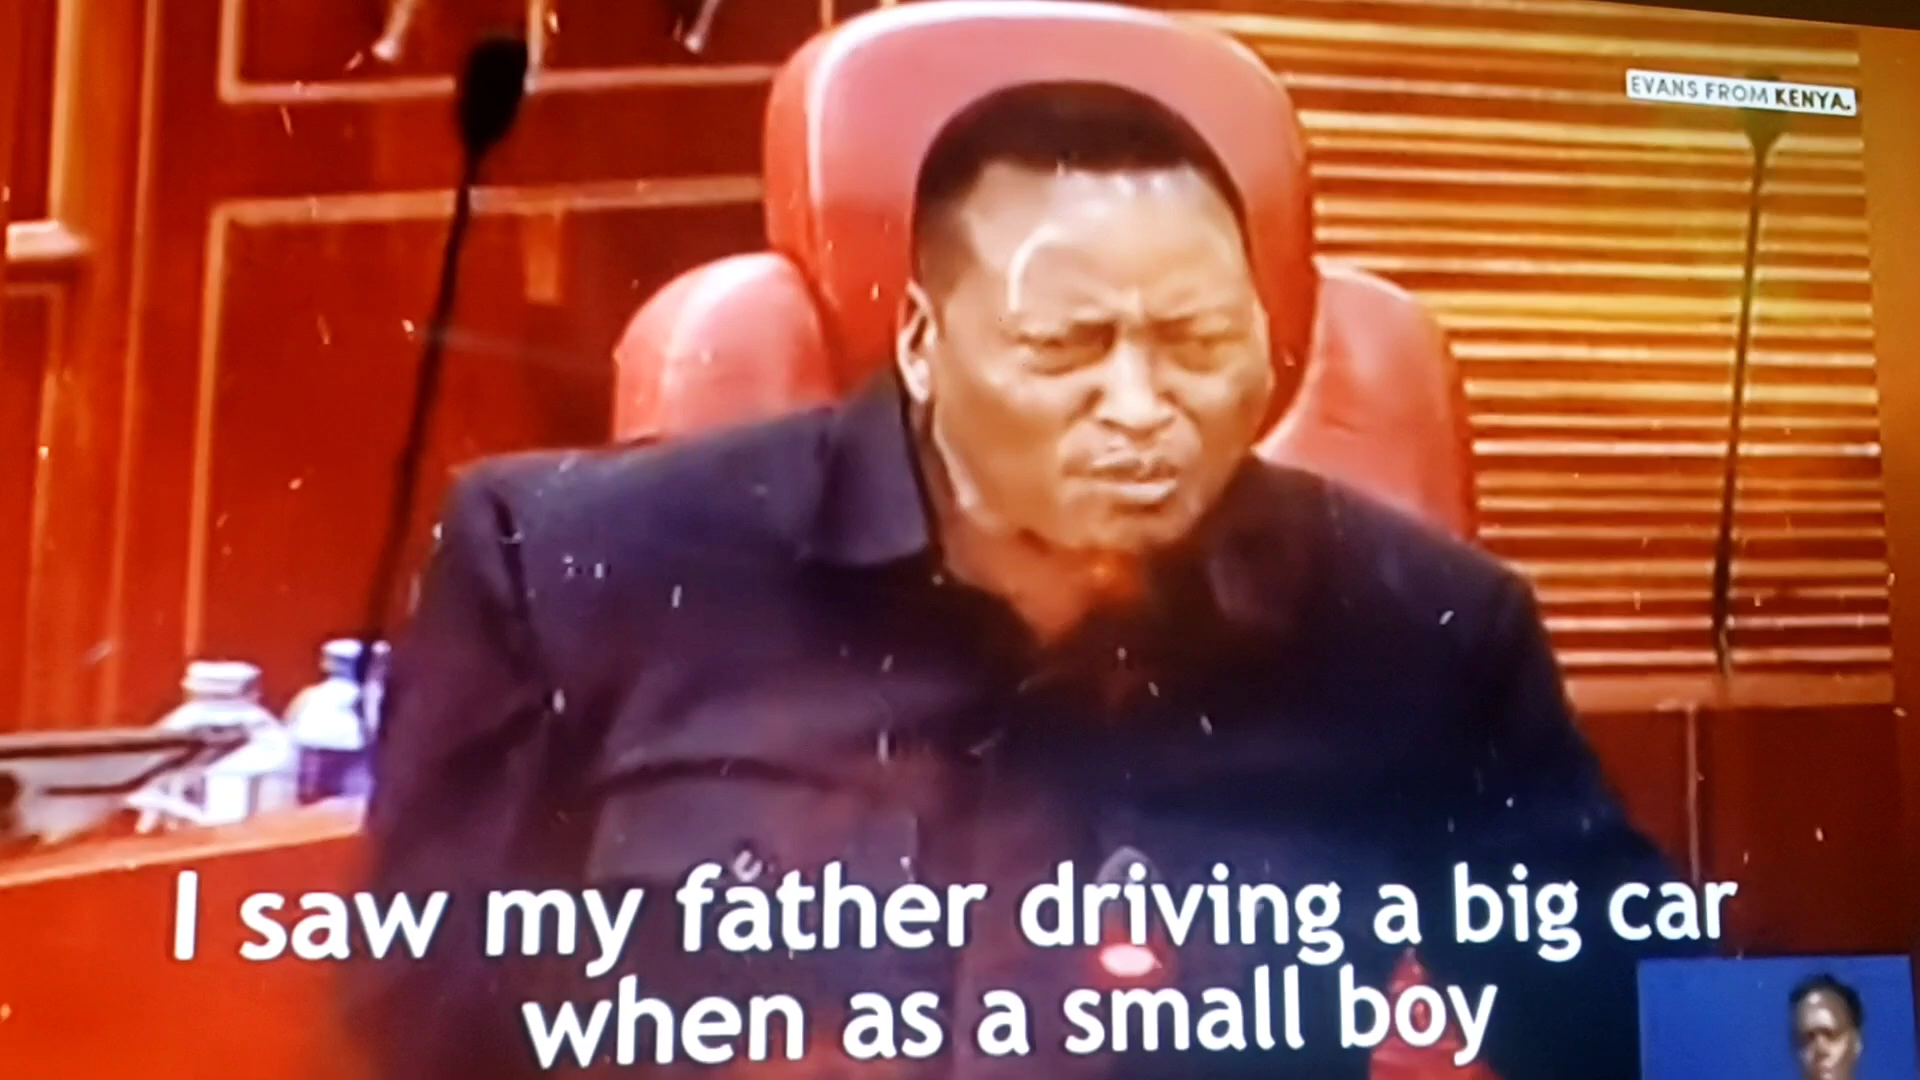 EVANS FROM KENYA.
I saw my father driving a big car
when as a small boy